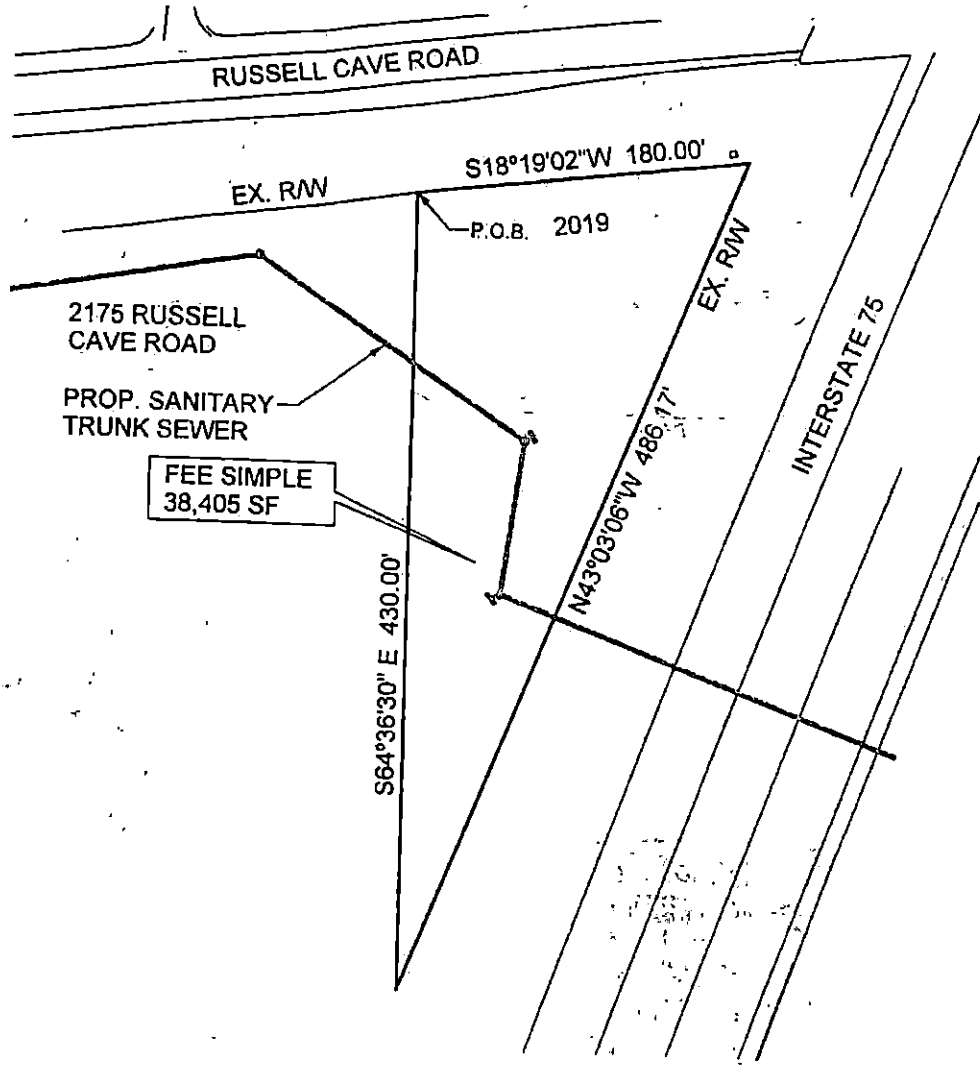 RUSSELL CAVE ROAD
S18°19'02"W 180.00'
EX. R/W
P.O.B. 2019
EX. R/W
2175 RUSSELL
CAVE ROAD
INTERSTATE 75
PROP. SANITARY
TRUNK SEWER
FEE SIMPLE
38,405 SF
N43°03'06"W 486.17'
S64°36'30" E 430.00'